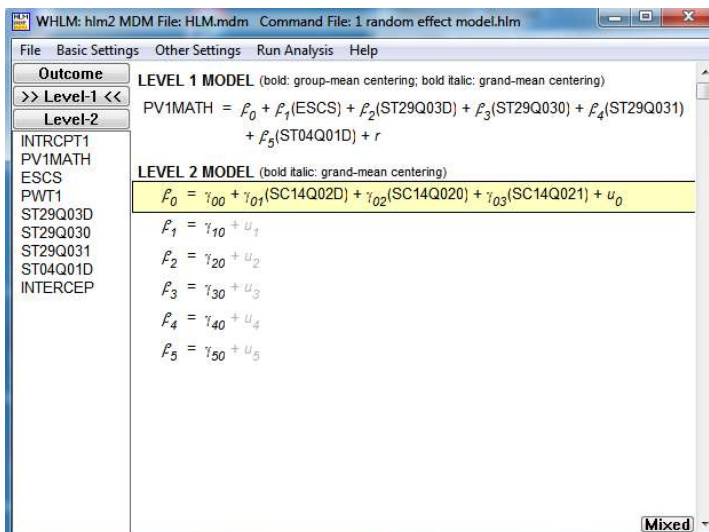 WHLM: hlm2 MDM File: HLM.mdm Command File: 1 random effect model.hlm
File Basic Settings Other Settings Run Analysis Help
Outcome
>> Level-1 <<
Level-2
INTRCPT1
PV1MATH
ESCS
PWT1
ST29Q03D
ST29Q030
ST29Q031
ST04Q01D
INTERCEP
LEVEL 1 MODEL (bold: group-mean centering; bold italic: grand-mean centering)
PV1MATH = β0 + β1(ESCS) + β2(ST29Q03D) + β3(ST29Q030) + β4(ST29Q031)
+ β5(ST04Q01D) + r
LEVEL 2 MODEL (bold italic: grand-mean centering)
β0 = γ00 + γ01(SC14Q02D) + γ02(SC14Q020) + γ03(SC14Q021) + u0
β1 = γ10 + u1
β2 = γ20 + u2
β3 = γ30 + u3
β4 = γ40 + u4
β5 = γ50 + u5
Mixed